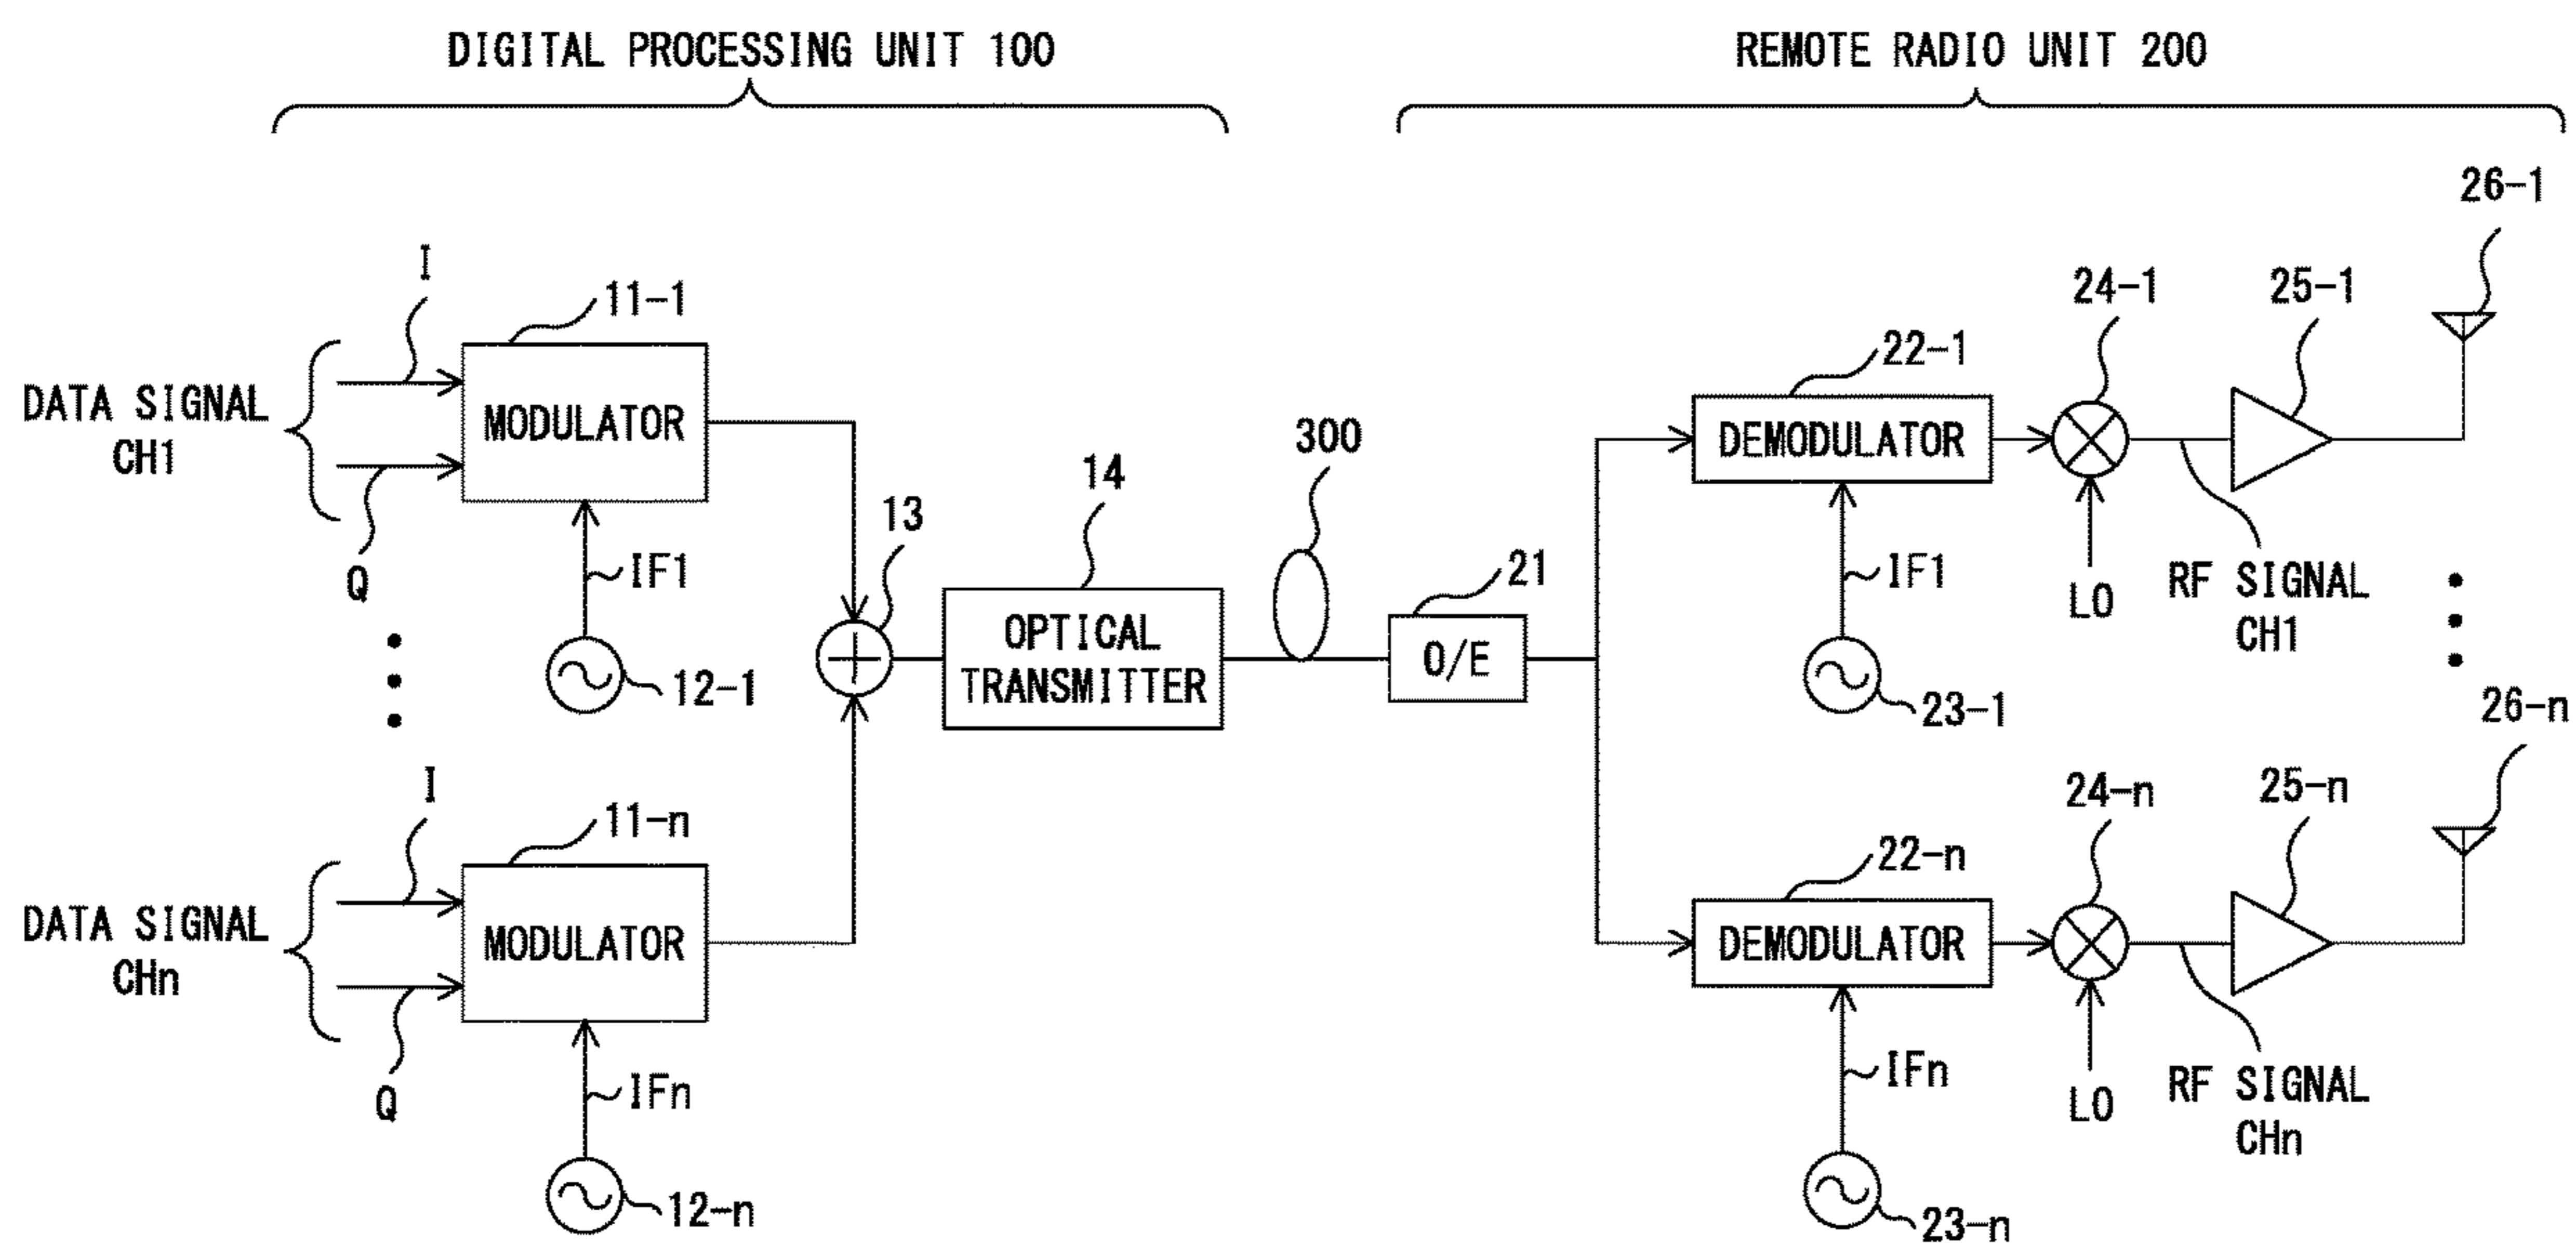 DIGITAL PROCESSING UNIT 100
REMOTE RADIO UNIT 200
DATA SIGNAL
CH1
I
Q
11-1
MODULATOR
IF1
12-1
DATA SIGNAL
CHn
I
Q
11-n
MODULATOR
IFn
12-n
13
14
OPTICAL
TRANSMITTER
300
21
O/E
22-1
DEMODULATOR
IF1
23-1
24-1
LO
RF SIGNAL
CH1
25-1
26-1
22-n
DEMODULATOR
IFn
23-n
24-n
LO
RF SIGNAL
CHn
25-n
26-n